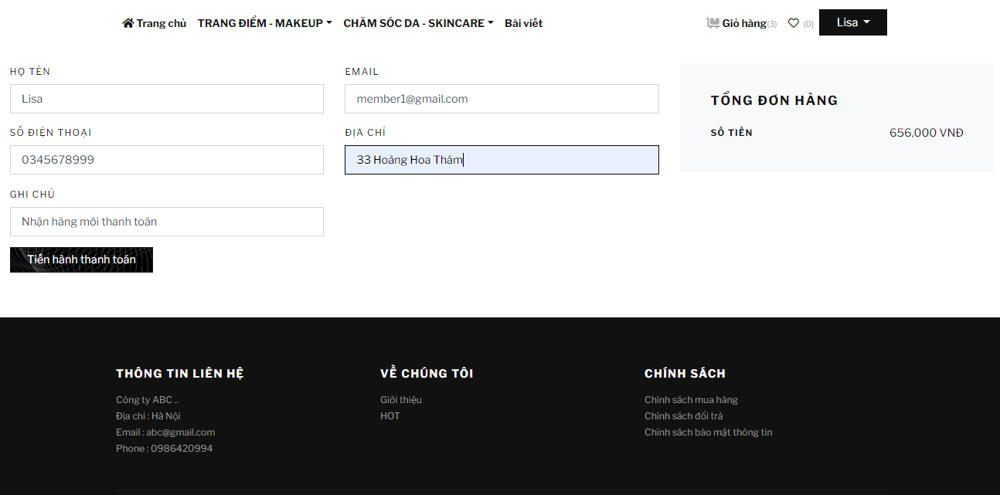 Trang chủ TRANG ĐIỂM - MAKEUP CHĂM SÓC DA - SKINCARE Bài viết Giỏ hàng(3) (0) Lisa
HỌ TÊN
Lisa
EMAIL
member1@gmail.com
SỐ ĐIỆN THOẠI
0345678999
ĐỊA CHỈ
33 Hoàng Hoa Thám
GHI CHÚ
Nhận hàng mới thanh toán
Tiến hành thanh toán
TỔNG ĐƠN HÀNG
SỐ TIỀN 656,000 VNĐ
THÔNG TIN LIÊN HỆ
Công ty ABC ..
Địa chỉ : Hà Nội
Email : abc@gmail.com
Phone : 0986420994
VỀ CHÚNG TÔI
Giới thiệu
HOT
CHÍNH SÁCH
Chính sách mua hàng
Chính sách đổi trả
Chính sách bảo mật thông tin